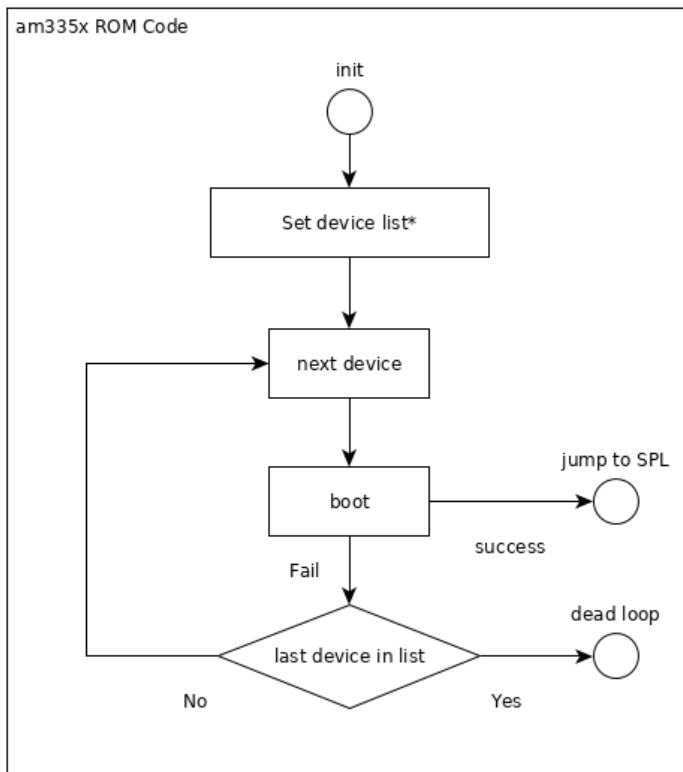 am335x ROM Code
init
Set device list*
next device
boot
jump to SPL
success
Fail
dead loop
last device in list
No
Yes